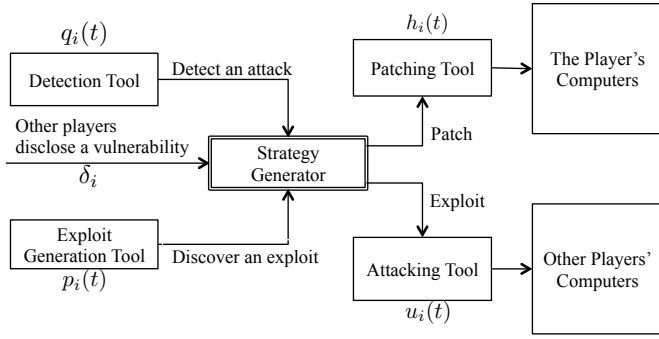 q_i(t)
Detection Tool
Detect an attack
Other players
disclose a vulnerability
δ_i
Exploit
Generation Tool
p_i(t)
Discover an exploit
Strategy
Generator
h_i(t)
Patching Tool
Patch
The Player's
Computers
Exploit
Attacking Tool
u_i(t)
Other Players'
Computers